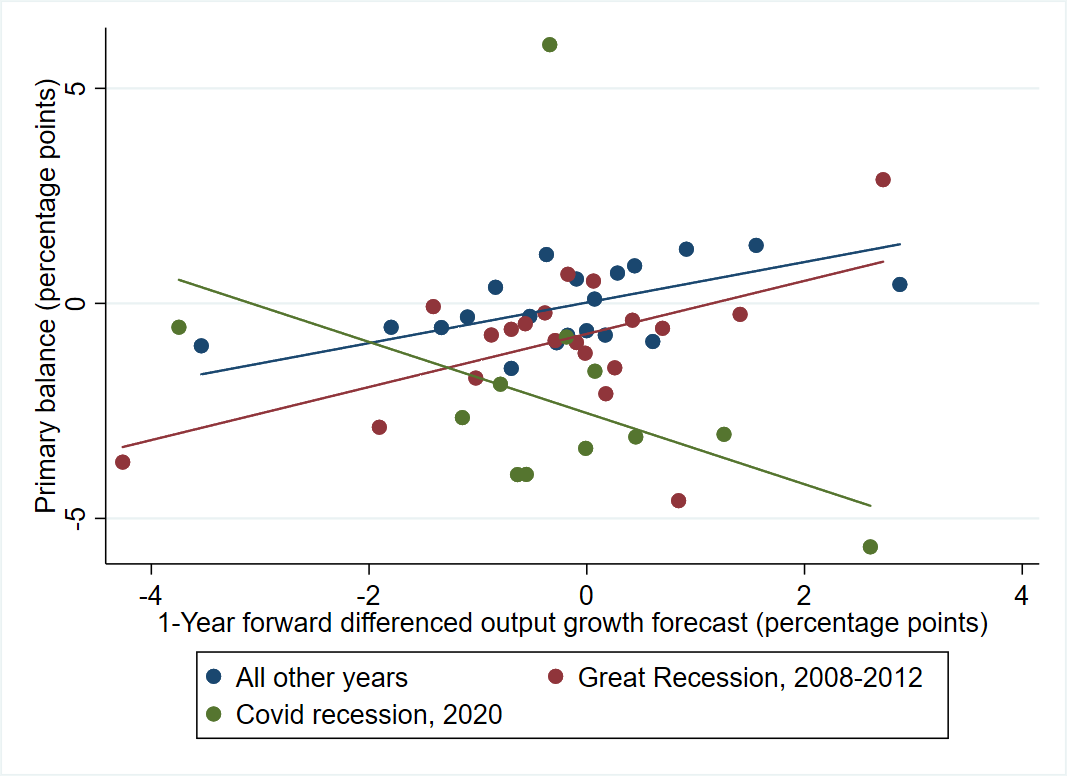 Primary balance (percentage points)
5
0
-5
-4
-2
0
2
4
1-Year forward differenced output growth forecast (percentage points)
All other years
Great Recession, 2008-2012
Covid recession, 2020